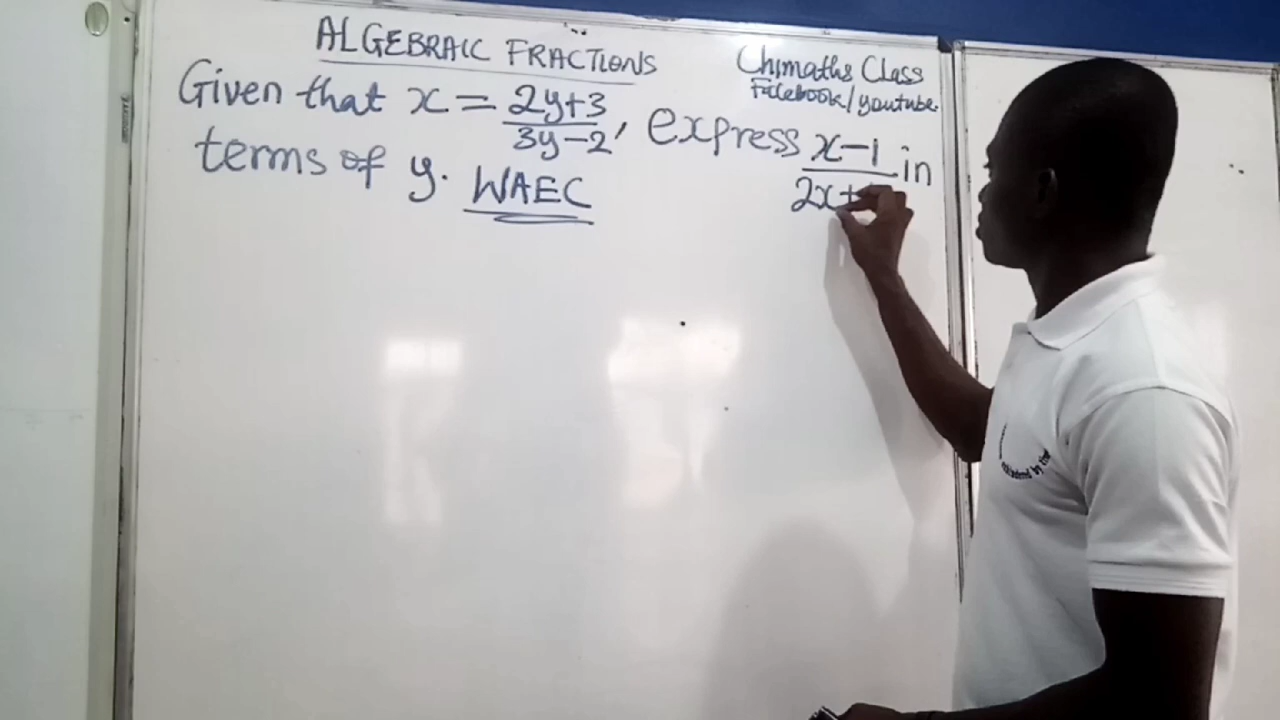 ALGEBRAIC FRACTIONS
Chimaths Class
Facebook/youtube.
Given that x = 2y+3/3y-2, express x-1/2x+ in
terms of y. WAEC